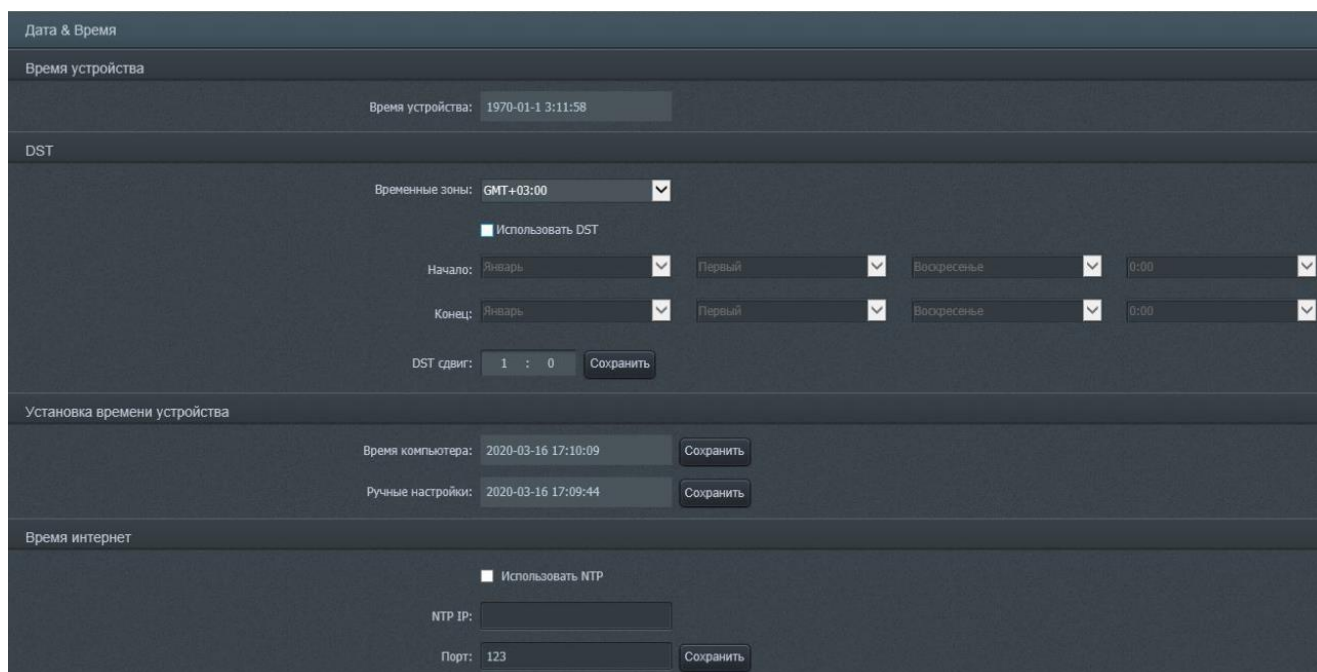 Дата & Время
Время устройства
Время устройства: 1970-01-1 3:11:58
DST
Временные зоны: GMT+03:00
Использовать DST
Начало: Январь Первый Воскресенье 0:00
Конец: Январь Первый Воскресенье 0:00
DST сдвиг: 1 : 0 Сохранить
Установка времени устройства
Время компьютера: 2020-03-16 17:10:09 Сохранить
Ручные настройки: 2020-03-16 17:09:44 Сохранить
Время интернет
Использовать NTP
NTP IP:
Порт: 123 Сохранить